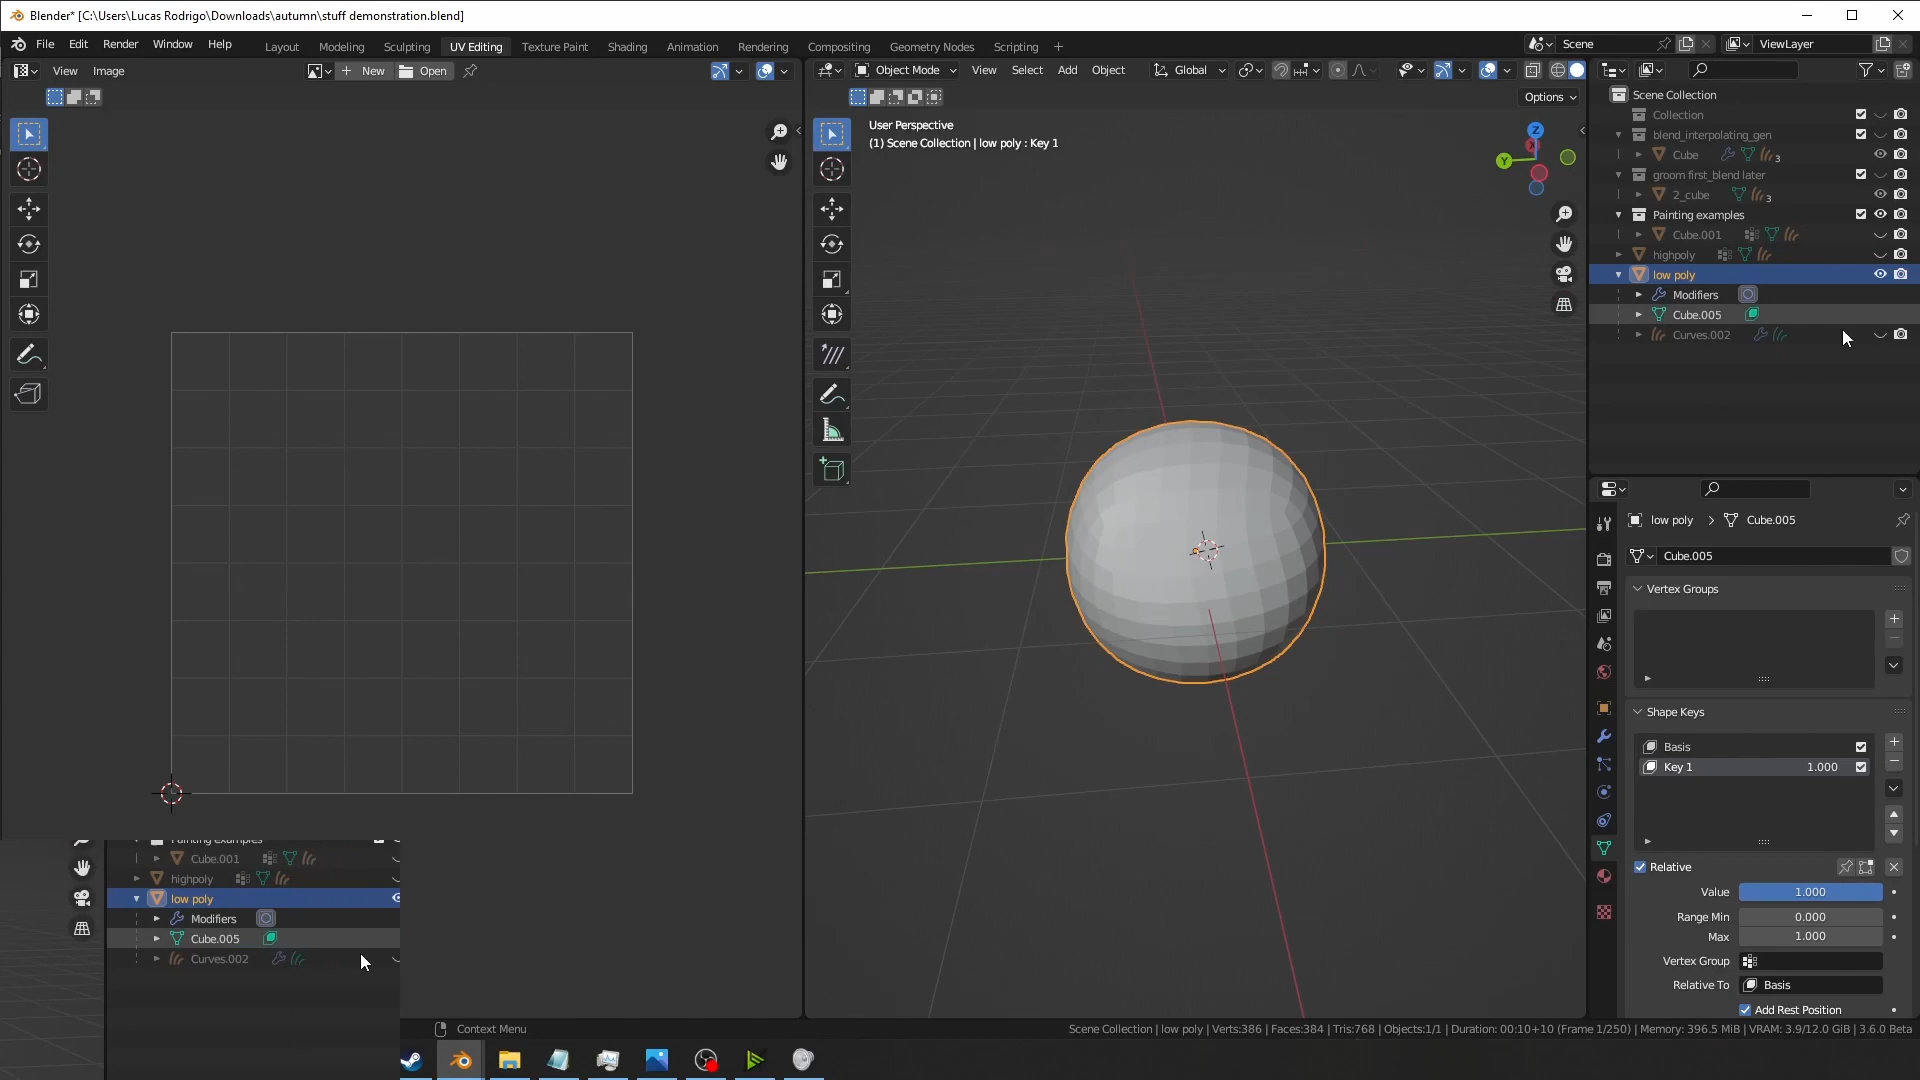 Blender* [C:\Users\Lucas Rodrigo\Downloads\autumn\stuff demonstration.blend]
File Edit Render Window Help Layout Modeling Sculpting UV Editing Texture Paint Shading Animation Rendering Compositing Geometry Nodes Scripting + Scene ViewLayer
View Image New Open Object Mode View Select Add Object Global
Options
User Perspective
(1) Scene Collection | low poly : Key 1
Z
X
Y
Scene Collection
Collection
blend_interpolating_gen
Cube 3
groom first_blend later
2_cube 3
Painting examples
Cube.001
highpoly
low poly
Modifiers
Cube.005
Curves.002
low poly > Cube.005
Cube.005
Vertex Groups
Shape Keys
Basis
Key 1 1.000
Relative
Value 1.000
Range Min 0.000
Max 1.000
Vertex Group
Relative To Basis
Add Rest Position
Painting examples
Cube.001
highpoly
low poly
Modifiers
Cube.005
Curves.002
Context Menu
Scene Collection | low poly | Verts:386 | Faces:384 | Tris:768 | Objects:1/1 | Duration: 00:10+10 (Frame 1/250) | Memory: 396.5 MiB | VRAM: 3.9/12.0 GiB | 3.6.0 Beta